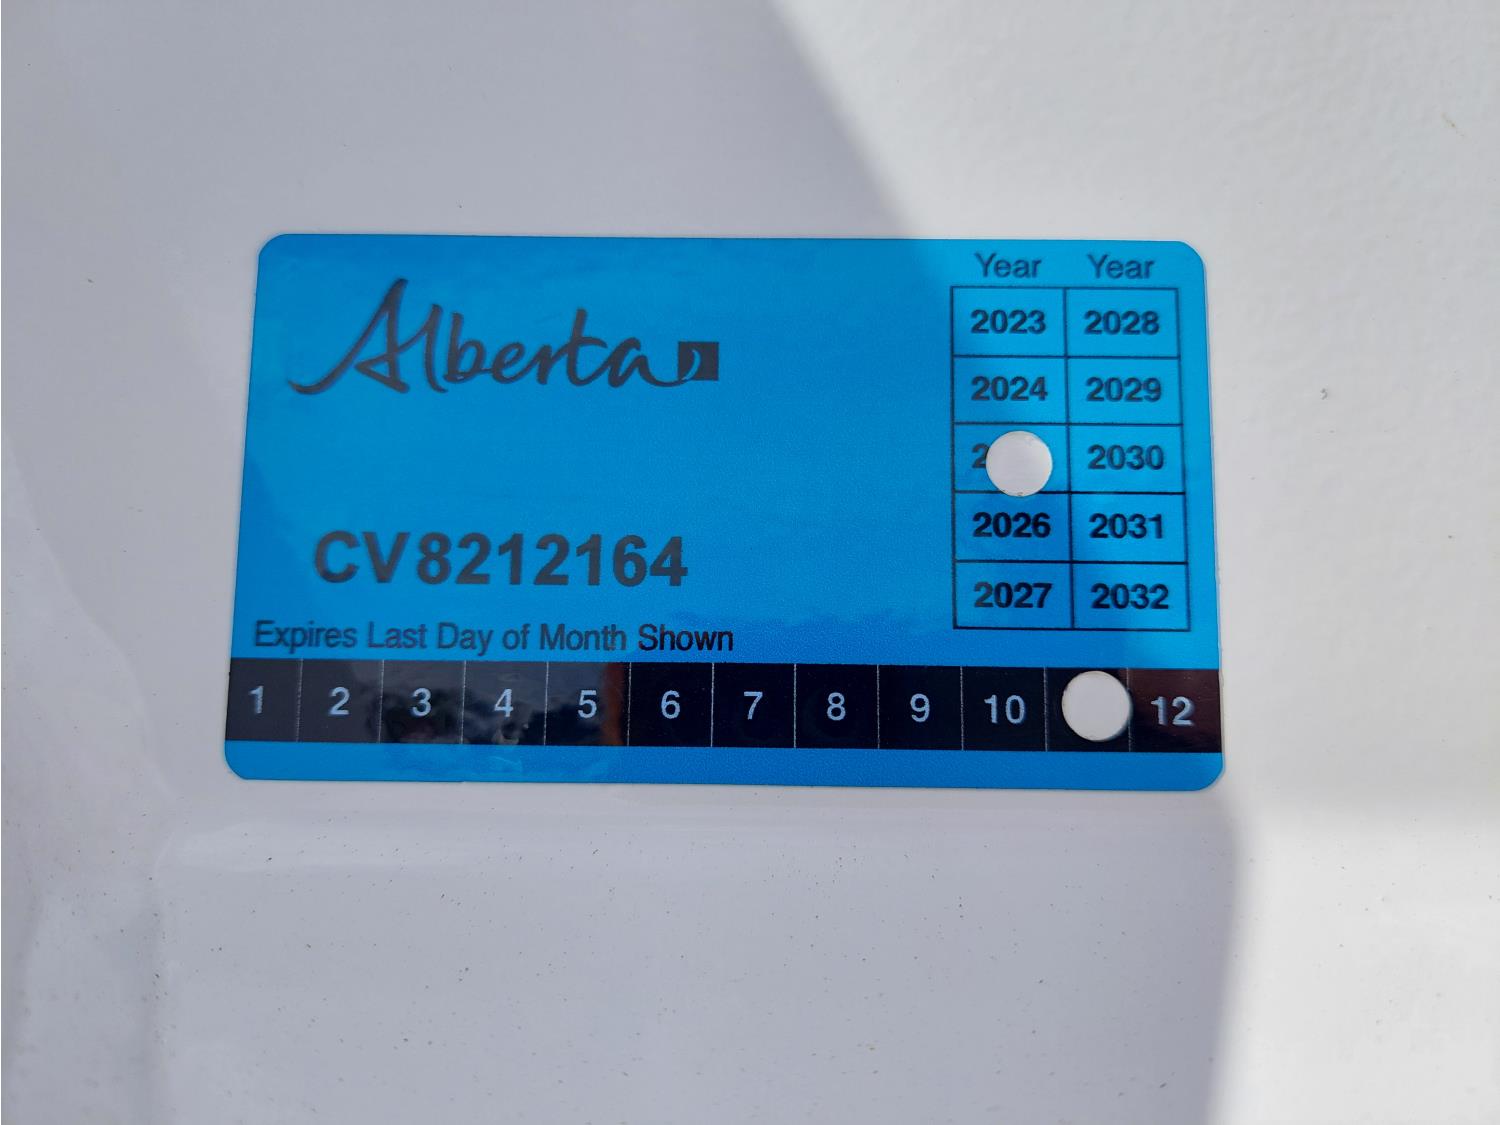 Alberta
Year Year
2023 2028
2024 2029
2030
2026 2031
2027 2032
CV8212164
Expires Last Day of Month Shown
1 2 3 4 5 6 7 8 9 10 12